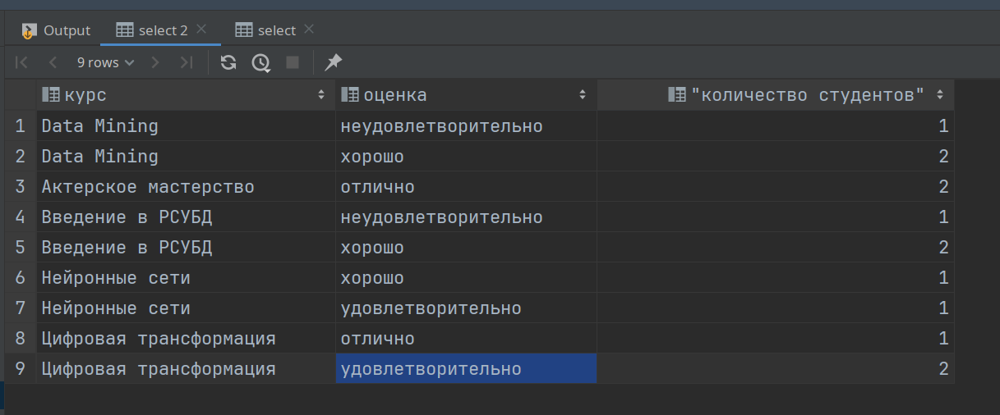 Output select 2 select
9 rows
курс оценка "количество студентов"
1 Data Mining неудовлетворительно 1
2 Data Mining хорошо 2
3 Актерское мастерство отлично 2
4 Введение в РСУБД неудовлетворительно 1
5 Введение в РСУБД хорошо 2
6 Нейронные сети хорошо 1
7 Нейронные сети удовлетворительно 1
8 Цифровая трансформация отлично 1
9 Цифровая трансформация удовлетворительно 2